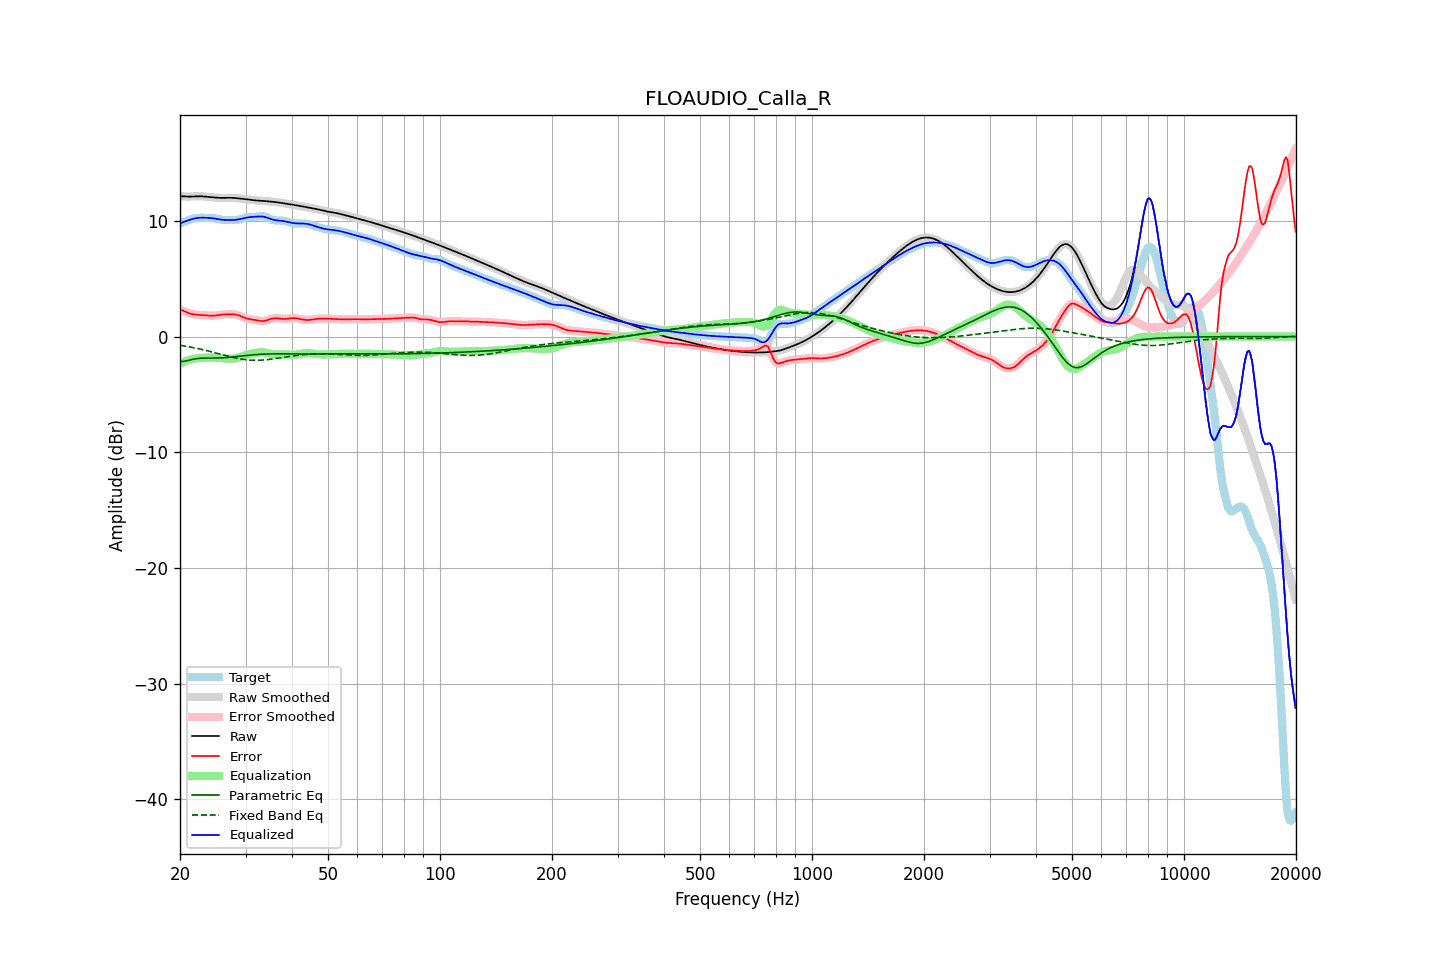 FLOAUDIO_Calla_R
Amplitude (dBr)
10
0
−10
−20
−30
−40
Target
Raw Smoothed
Error Smoothed
Raw
Error
Equalization
Parametric Eq
Fixed Band Eq
Equalized
20
50
100
200
500
1000
2000
5000
10000
20000
Frequency (Hz)